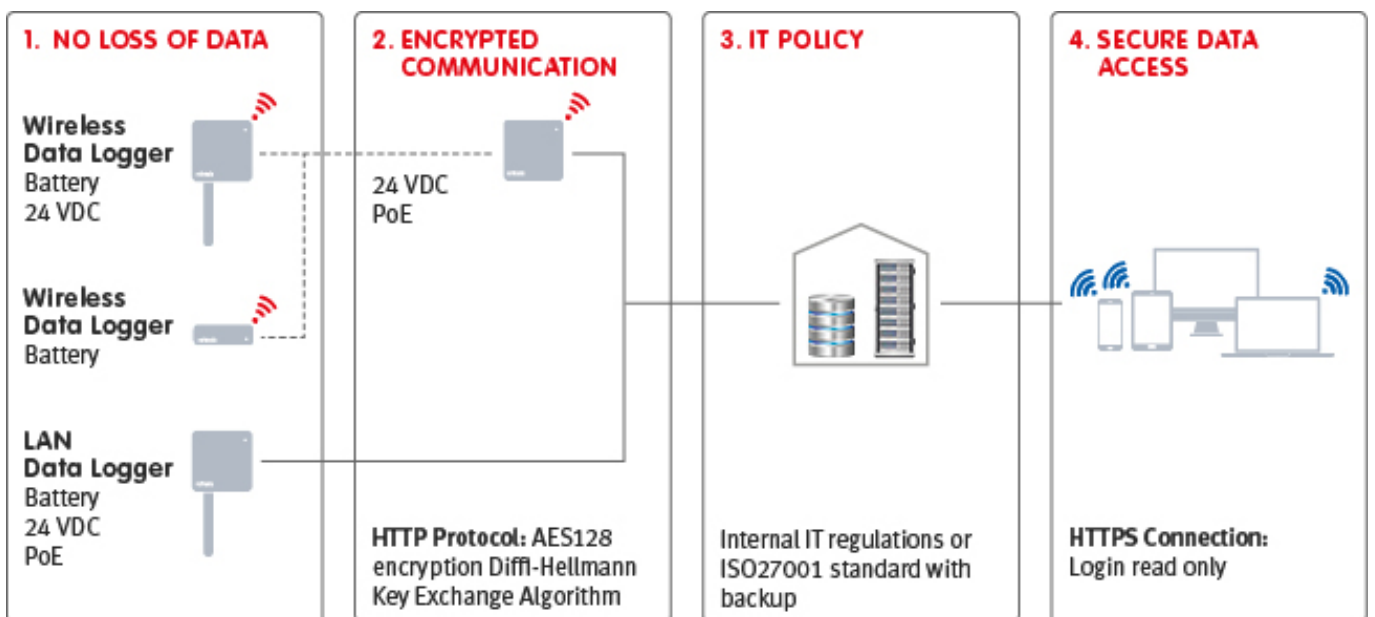 1. NO LOSS OF DATA
Wireless
Data Logger
Battery
24 VDC
Wireless
Data Logger
Battery
LAN
Data Logger
Battery
24 VDC
PoE
2. ENCRYPTED
COMMUNICATION
24 VDC
PoE
HTTP Protocol: AES128
encryption Diffi-Hellmann
Key Exchange Algorithm
3. IT POLICY
Internal IT regulations or
ISO27001 standard with
backup
4. SECURE DATA
ACCESS
HTTPS Connection:
Login read only